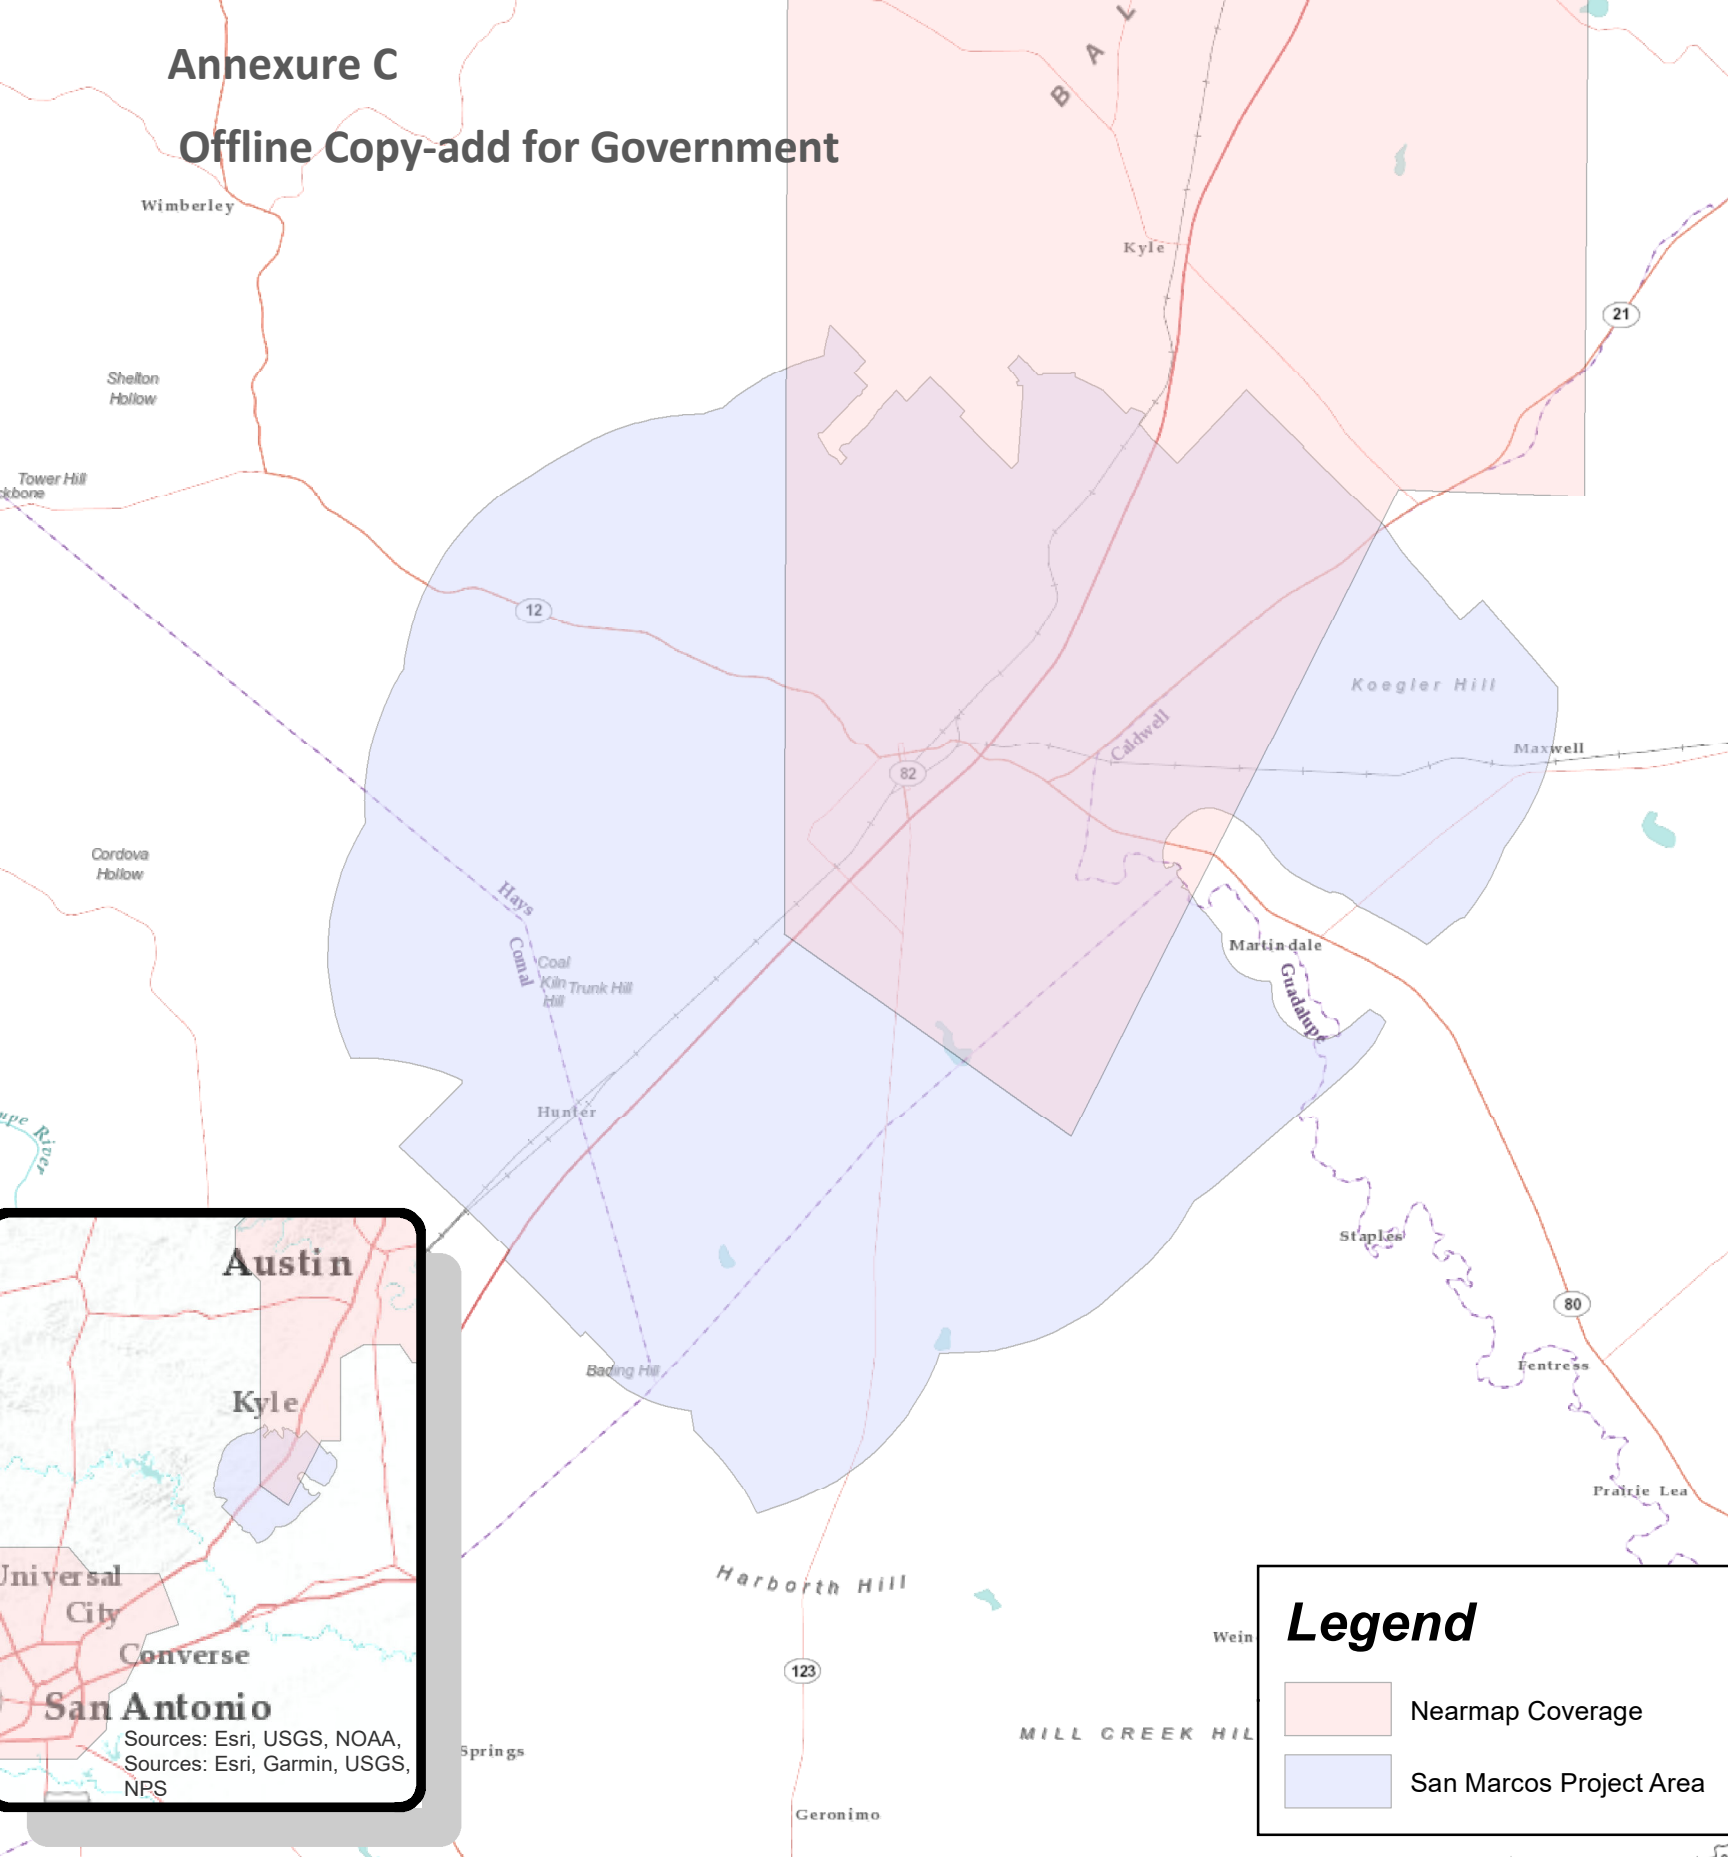 Annexure C
Offline Copy-add for Government
B A L
Wimberley
Kyle
21
Shelton
Hollow
Tower Hill
ckbone
12
Koegler Hill
Caldwell
Maxwell
82
Cordova
Hollow
Hays
Comal
Coal
Kiln
Hill
Trunk Hill
Martindale
Guadalupe
Hunter
upe River
Staples
Austin
80
Kyle
Bading Hill
Fentress
Prairie Lea
Universal
City
Harborth Hill
Converse
Wein
San Antonio
123
Sources: Esri, USGS, NOAA,
Sources: Esri, Garmin, USGS,
NPS
Springs
MILL CREEK HIL
Geronimo
Legend
Nearmap Coverage
San Marcos Project Area